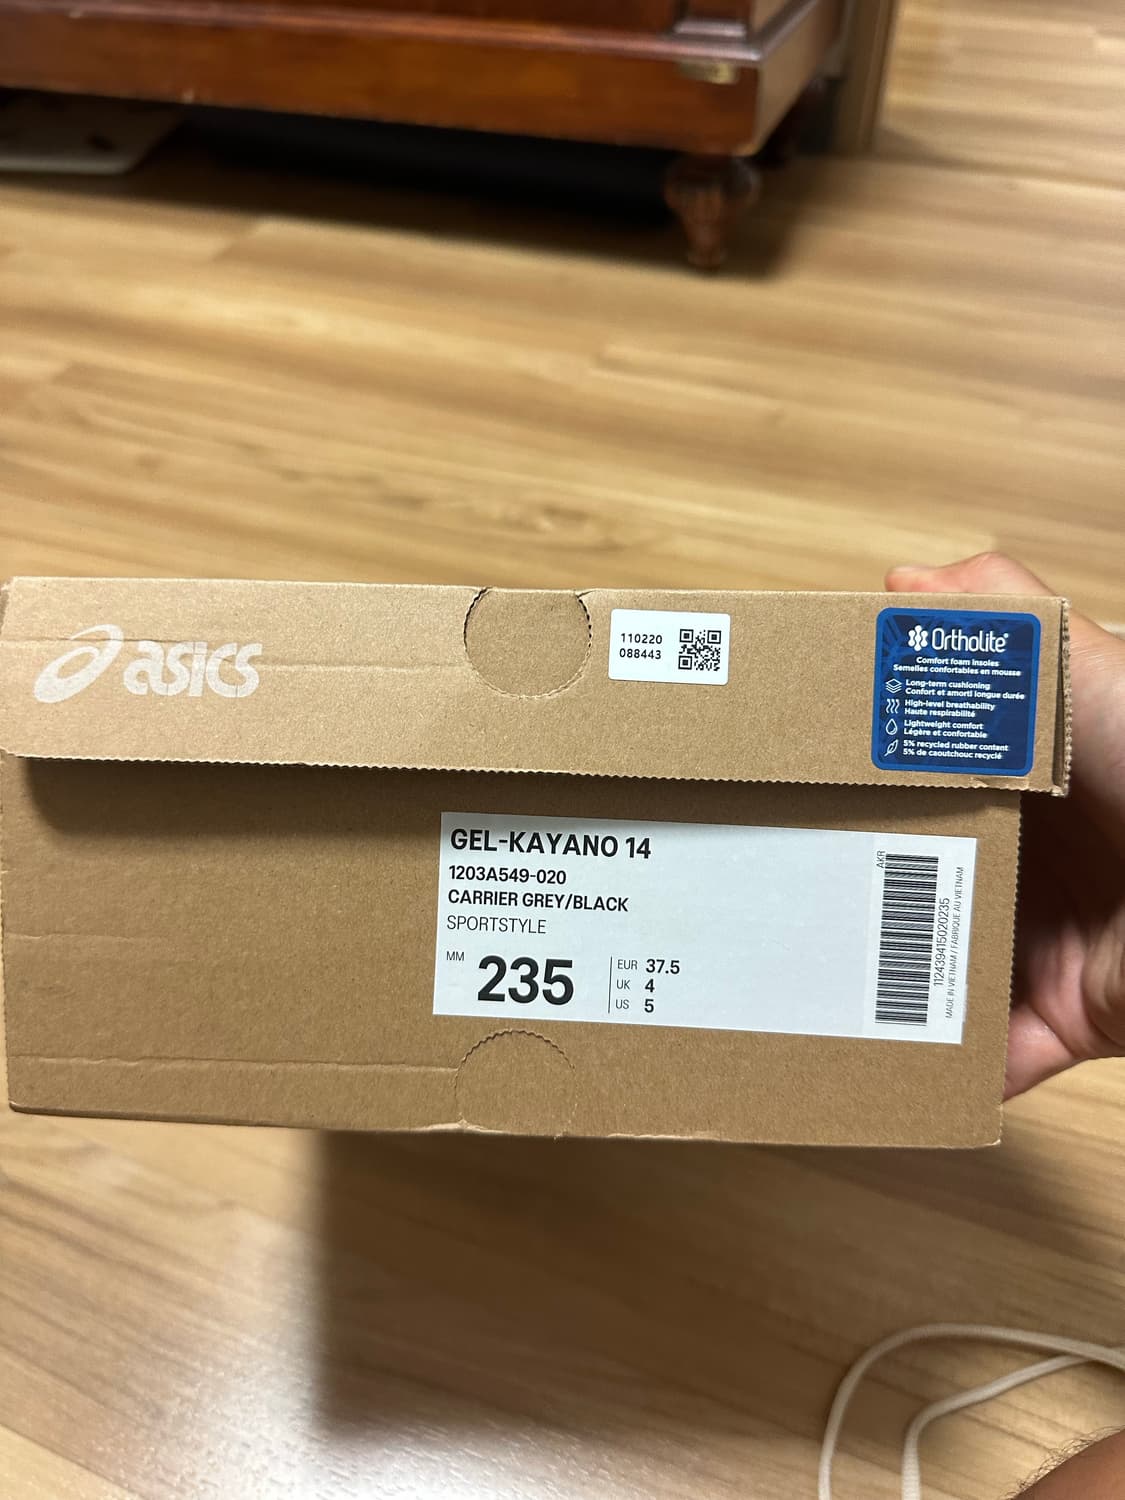 asics
110220
088443
OrthoLite®
Comfort foam insoles
Semelles confortables en mousse
Long-term cushioning
Confort et amorti longue durée
High-level breathability
Haute respirabilité
Lightweight comfort
Légère et confortable
5% recycled rubber content
5% de caoutchouc recyclé
GEL-KAYANO 14
1203A549-020
CARRIER GREY/BLACK
SPORTSTYLE
MM 235
EUR 37.5
UK 4
US 5
AKR
112439415020235
MADE IN VIETNAM / FABRIQUE AU VIETNAM